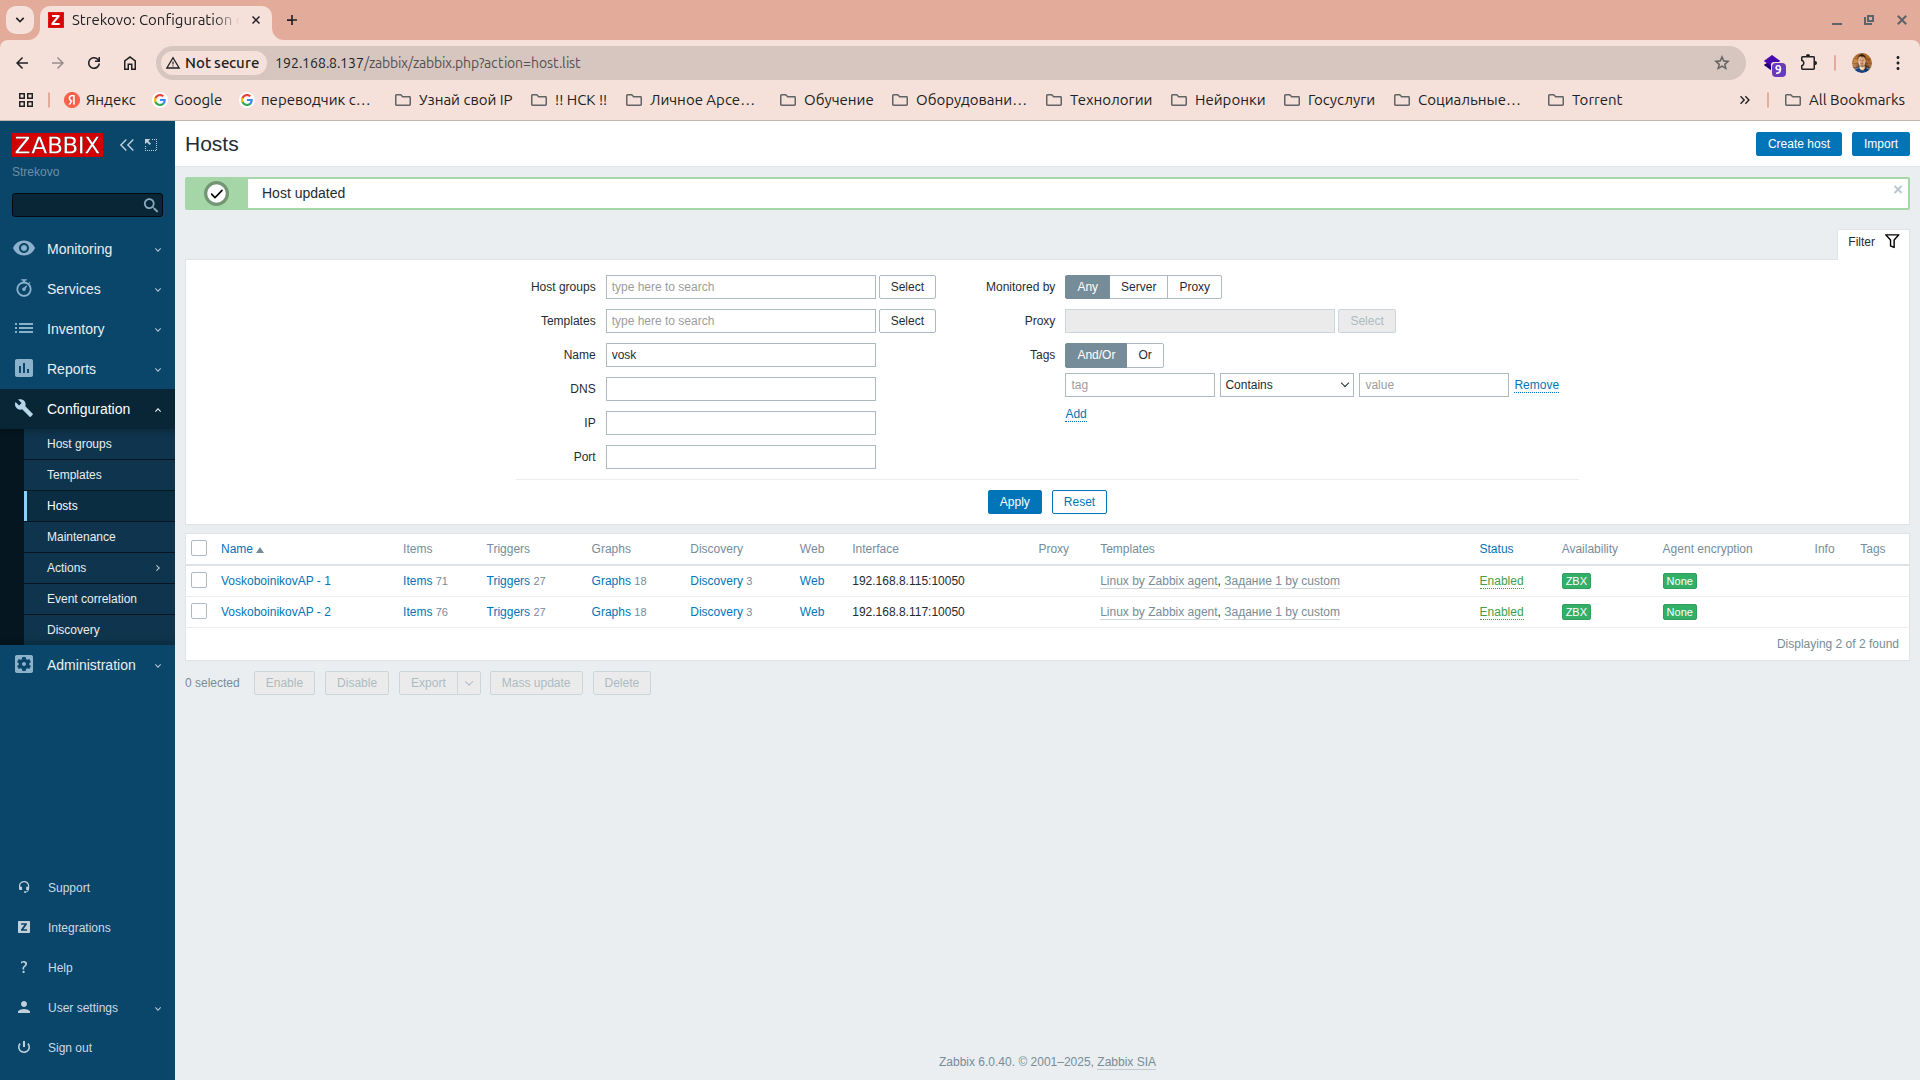 Strekovo: Configuration
Not secure
192.168.8.137/zabbix/zabbix.php?action=host.list
9
Яндекс
Google
переводчик с...
Узнай свой IP
!! НСК !!
Личное Арсе...
Обучение
Оборудовани...
Технологии
Нейронки
Госуслуги
Социальные...
Torrent
All Bookmarks
ZABBIX
Strekovo
Monitoring
Services
Inventory
Reports
Configuration
Host groups
Templates
Hosts
Maintenance
Actions
Event correlation
Discovery
Administration
Support
Integrations
Help
User settings
Sign out
Hosts
Create host
Import
Host updated
Filter
Host groups type here to search Select
Templates type here to search Select
Name vosk
DNS
IP
Port
Monitored by Any Server Proxy
Proxy Select
Tags And/Or Or
tag Contains value Remove
Add
Apply Reset
Name Items Triggers Graphs Discovery Web Interface Proxy Templates Status Availability Agent encryption Info Tags
VoskoboinikovAP - 1 Items 71 Triggers 27 Graphs 18 Discovery 3 Web 192.168.8.115:10050 Linux by Zabbix agent, Задание 1 by custom Enabled ZBX None
VoskoboinikovAP - 2 Items 76 Triggers 27 Graphs 18 Discovery 3 Web 192.168.8.117:10050 Linux by Zabbix agent, Задание 1 by custom Enabled ZBX None
Displaying 2 of 2 found
0 selected Enable Disable Export Mass update Delete
Zabbix 6.0.40. © 2001–2025, Zabbix SIA